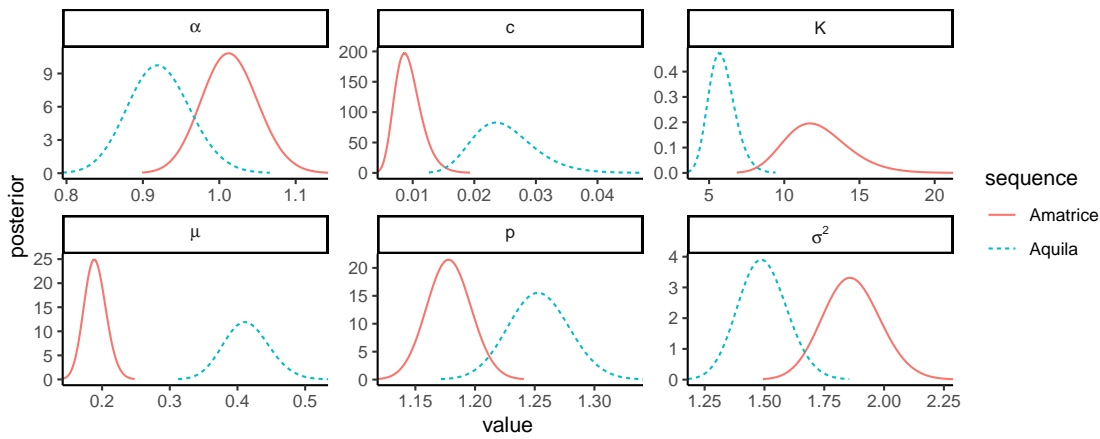 α c K
9 6 3 0
200 150 100 50 0
0.4 0.3 0.2 0.1 0.0
0.8 0.9 1.0 1.1
0.01 0.02 0.03 0.04
5 10 15 20
μ p σ²
25 20 15 10 5 0
20 15 10 5 0
4 3 2 1 0
0.2 0.3 0.4 0.5
1.15 1.20 1.25 1.30
1.25 1.50 1.75 2.00 2.25
posterior
value
sequence
Amatrice
Aquila